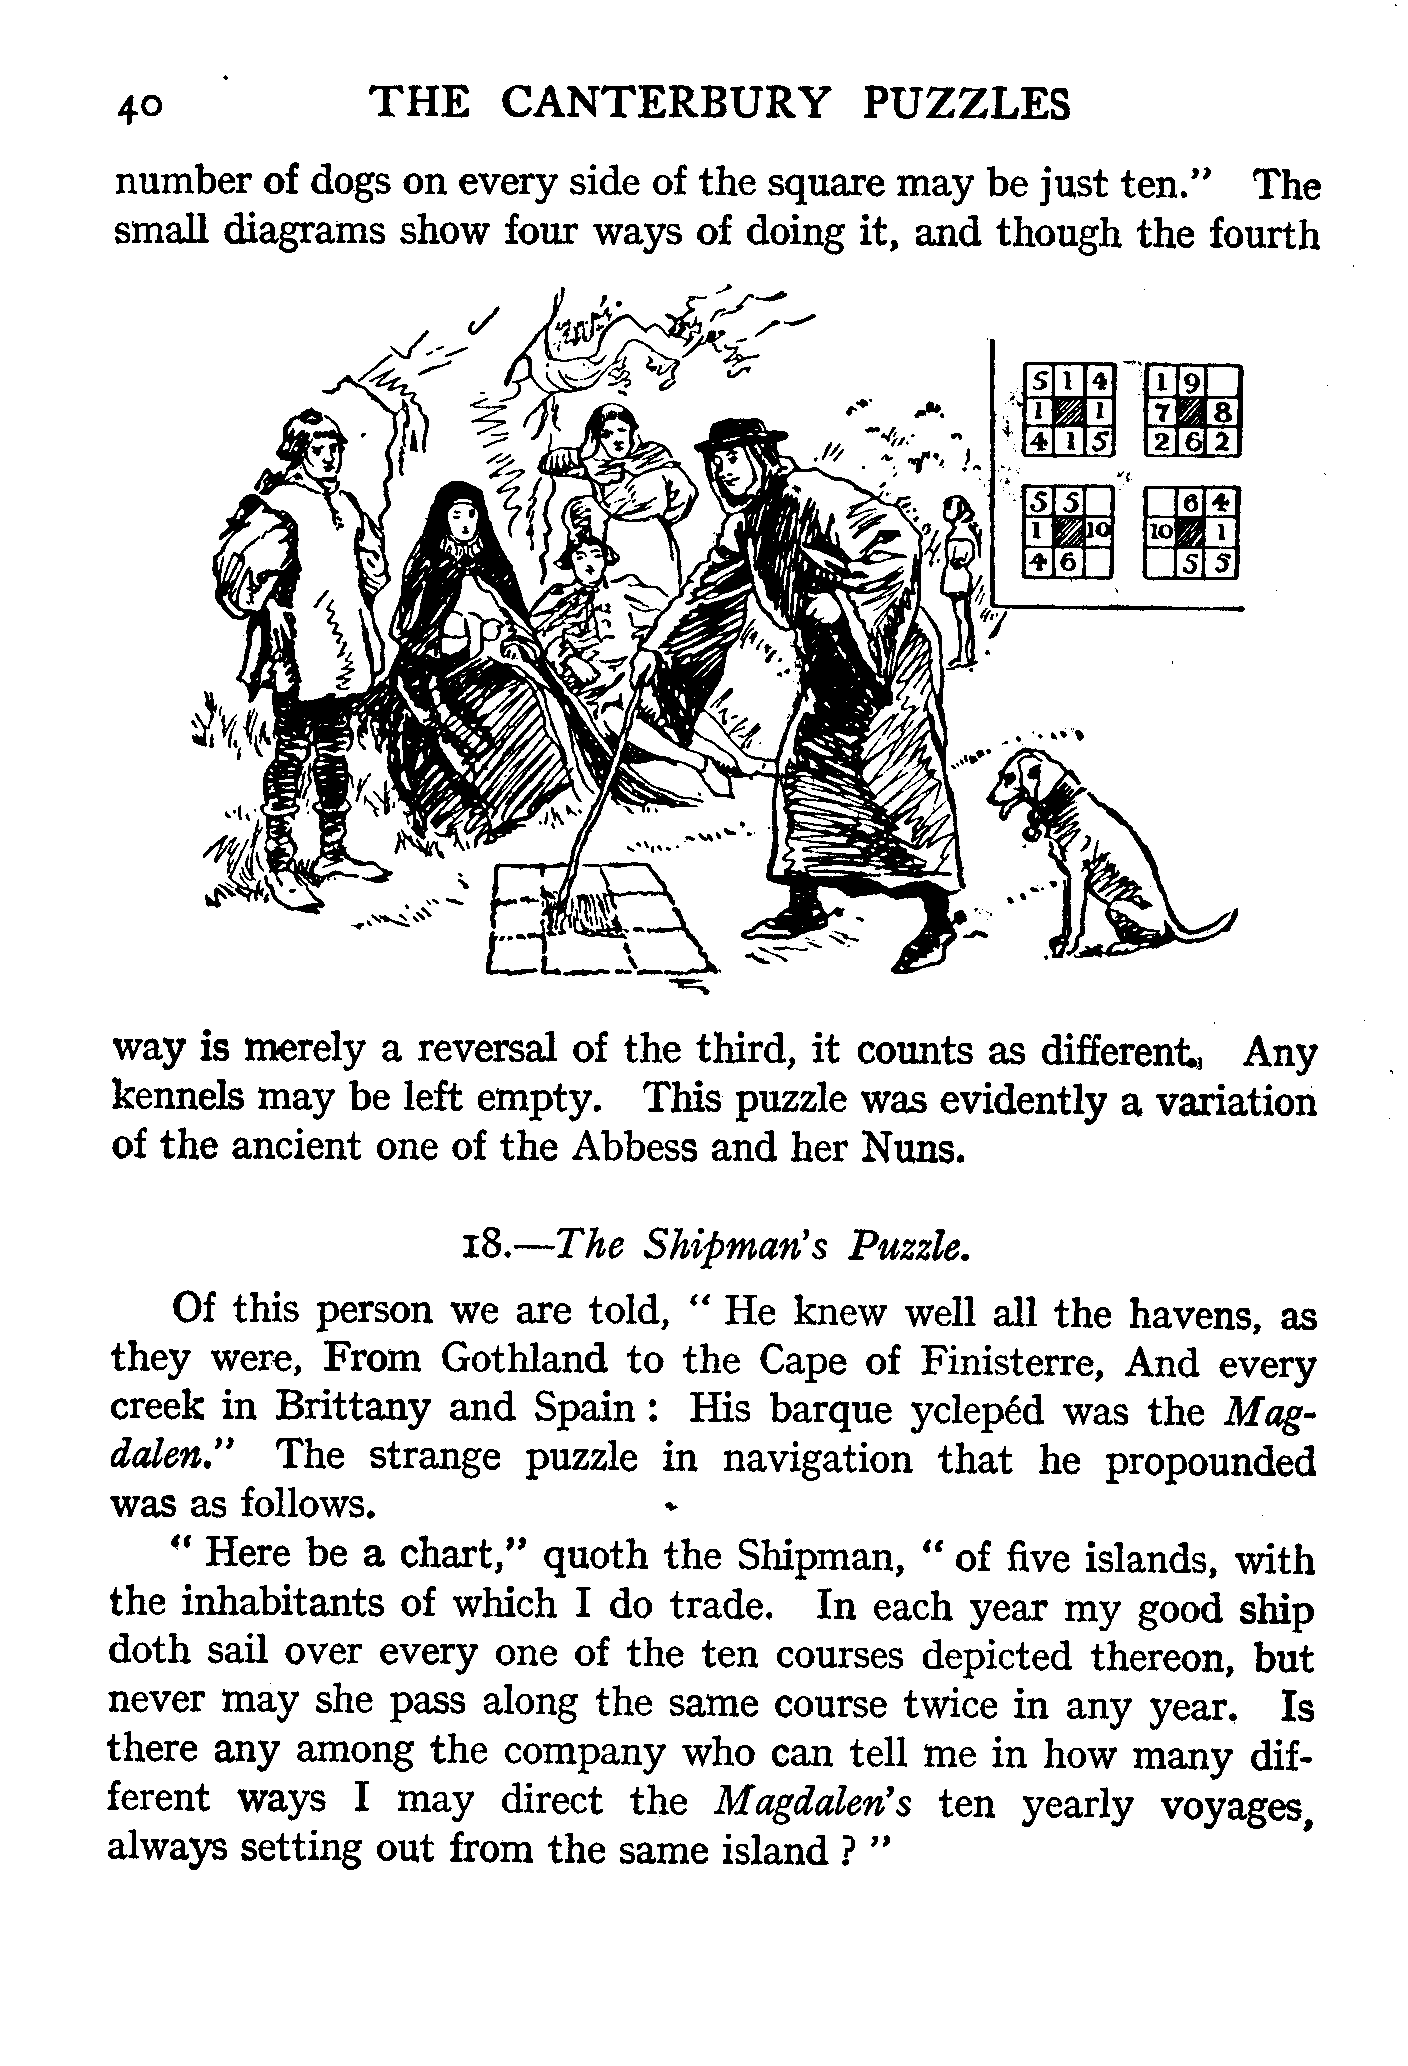 40 THE CANTERBURY PUZZLES
number of dogs on every side of the square may be just ten." The
small diagrams show four ways of doing it, and though the fourth
5 1 4 1 9
1 1 7 8
4 1 5 2 6 2
5 5 6 4
1 10 10 1
4 6 5 5
way is merely a reversal of the third, it counts as different. Any
kennels may be left empty. This puzzle was evidently a variation
of the ancient one of the Abbess and her Nuns.
18.—The Shipman's Puzzle.
Of this person we are told, " He knew well all the havens, as
they were, From Gothland to the Cape of Finisterre, And every
creek in Brittany and Spain : His barque yclepéd was the Mag-
dalen." The strange puzzle in navigation that he propounded
was as follows.
" Here be a chart," quoth the Shipman, " of five islands, with
the inhabitants of which I do trade. In each year my good ship
doth sail over every one of the ten courses depicted thereon, but
never may she pass along the same course twice in any year. Is
there any among the company who can tell me in how many dif-
ferent ways I may direct the Magdalen's ten yearly voyages,
always setting out from the same island ? "